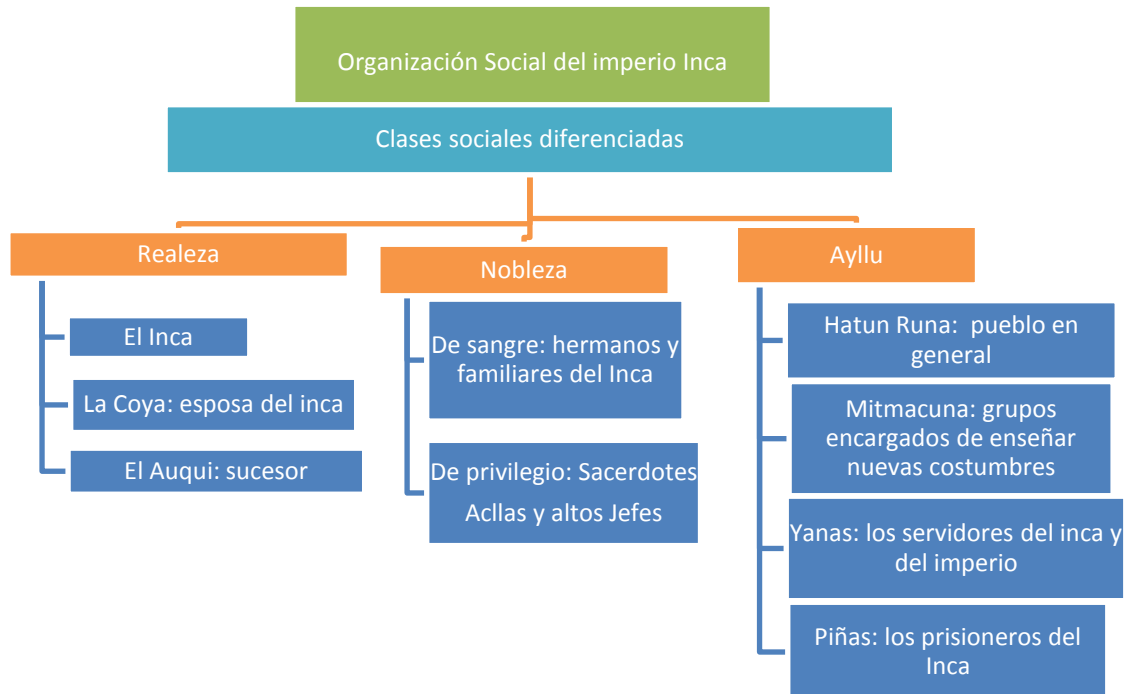 Organización Social del imperio Inca
Clases sociales diferenciadas
Realeza
El Inca
La Coya: esposa del inca
El Auqui: sucesor
Nobleza
De sangre: hermanos y
familiares del Inca
De privilegio: Sacerdotes
Acllas y altos Jefes
Ayllu
Hatun Runa:  pueblo en
general
Mitmacuna: grupos
encargados de enseñar
nuevas costumbres
Yanas: los servidores del inca y
del imperio
Piñas: los prisioneros del
Inca